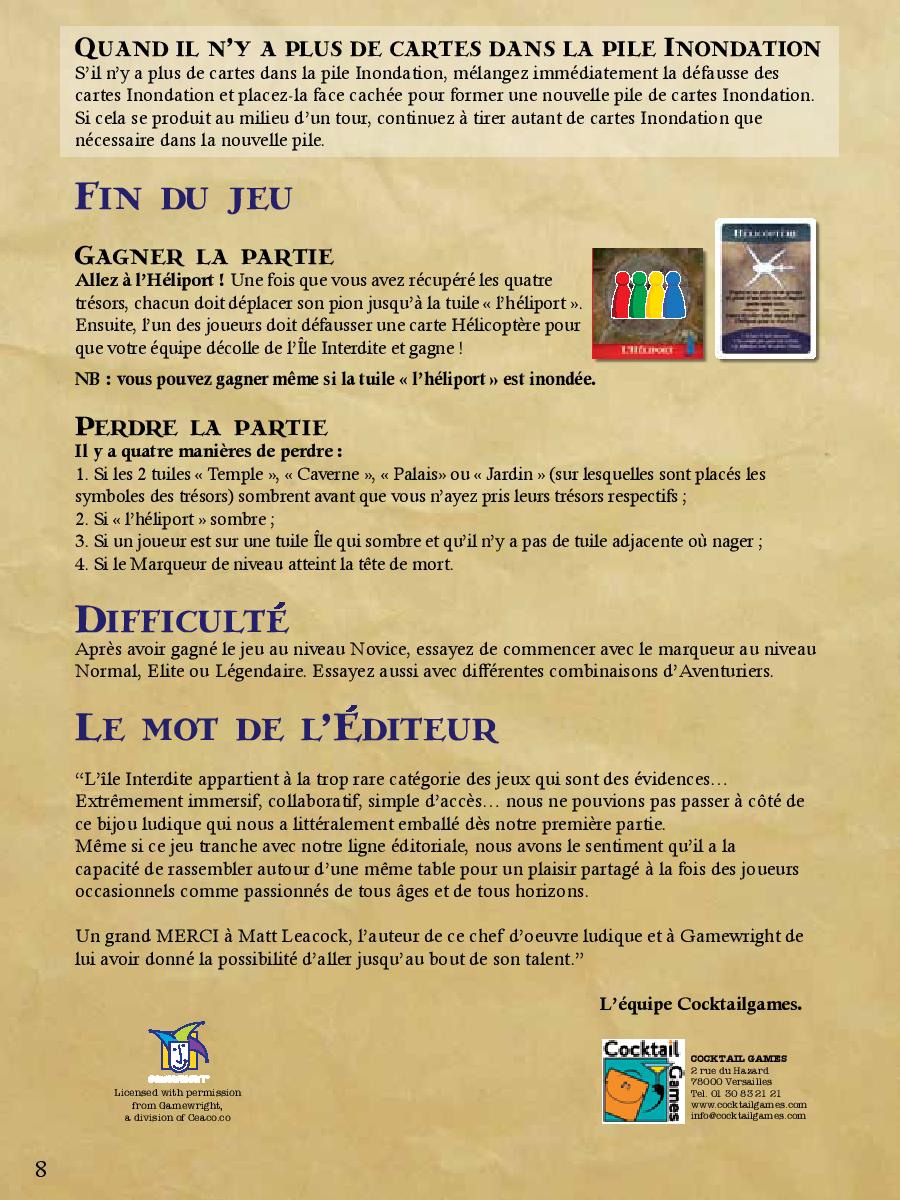 Quand il n'y a plus de cartes dans la pile Inondation
S'il n'y a plus de cartes dans la pile Inondation, mélangez immédiatement la défausse des
cartes Inondation et placez-la face cachée pour former une nouvelle pile de cartes Inondation.
Si cela se produit au milieu d'un tour, continuez à tirer autant de cartes Inondation que
nécessaire dans la nouvelle pile.
Fin du jeu
Gagner la partie
Allez à l'Héliport ! Une fois que vous avez récupéré les quatre
trésors, chacun doit déplacer son pion jusqu'à la tuile « l'héliport ».
Ensuite, l'un des joueurs doit défausser une carte Hélicoptère pour
que votre équipe décolle de l'Île Interdite et gagne !
NB : vous pouvez gagner même si la tuile « l'héliport » est inondée.
L'Héliport
Hélicoptère
Perdre la partie
Il y a quatre manières de perdre :
1. Si les 2 tuiles « Temple », « Caverne », « Palais» ou « Jardin » (sur lesquelles sont placés les
symboles des trésors) sombrent avant que vous n'ayez pris leurs trésors respectifs ;
2. Si « l'héliport » sombre ;
3. Si un joueur est sur une tuile Île qui sombre et qu'il n'y a pas de tuile adjacente où nager ;
4. Si le Marqueur de niveau atteint la tête de mort.
Difficulté
Après avoir gagné le jeu au niveau Novice, essayez de commencer avec le marqueur au niveau
Normal, Elite ou Légendaire. Essayez aussi avec différentes combinaisons d'Aventuriers.
Le mot de l'Éditeur
“L'île Interdite appartient à la trop rare catégorie des jeux qui sont des évidences…
Extrêmement immersif, collaboratif, simple d'accès… nous ne pouvions pas passer à côté de
ce bijou ludique qui nous a littéralement emballé dès notre première partie.
Même si ce jeu tranche avec notre ligne éditoriale, nous avons le sentiment qu'il a la
capacité de rassembler autour d'une même table pour un plaisir partagé à la fois des joueurs
occasionnels comme passionnés de tous âges et de tous horizons.
Un grand MERCI à Matt Leacock, l'auteur de ce chef d'oeuvre ludique et à Gamewright de
lui avoir donné la possibilité d'aller jusqu'au bout de son talent.”
L'équipe Cocktailgames.
GAMEWRIGHT
Licensed with permission
from Gamewright,
a division of Ceaco.co
Cocktail
Games
COCKTAIL GAMES
2 rue du Hazard
78000 Versailles
Tel. 01 30 83 21 21
www.cocktailgames.com
info@cocktailgames.com
8